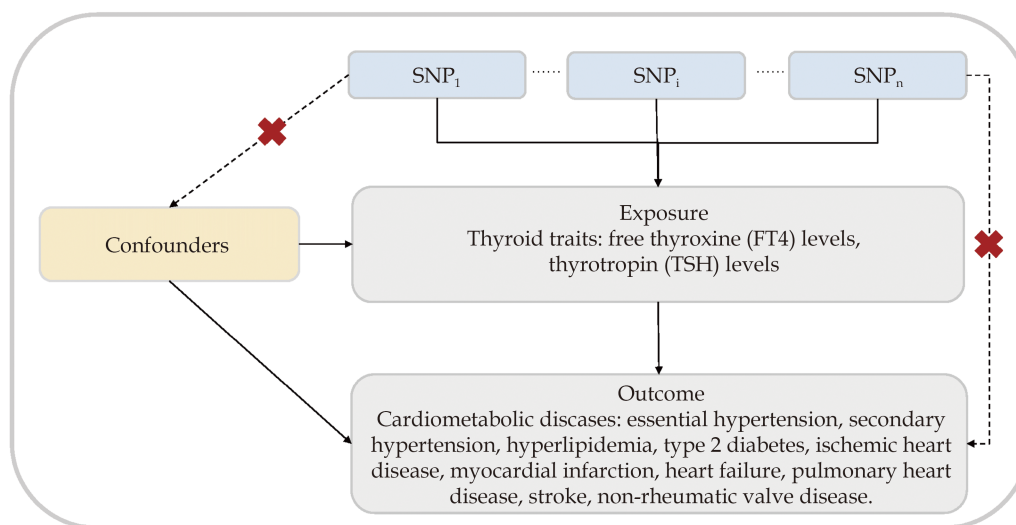 SNP1 ...... SNPi ...... SNPn
Confounders
Exposure
Thyroid traits: free thyroxine (FT4) levels,
thyrotropin (TSH) levels
Outcome
Cardiometabolic discases: essential hypertension, secondary
hypertension, hyperlipidemia, type 2 diabetes, ischemic heart
disease, myocardial infarction, heart failure, pulmonary heart
disease, stroke, non-rheumatic valve disease.